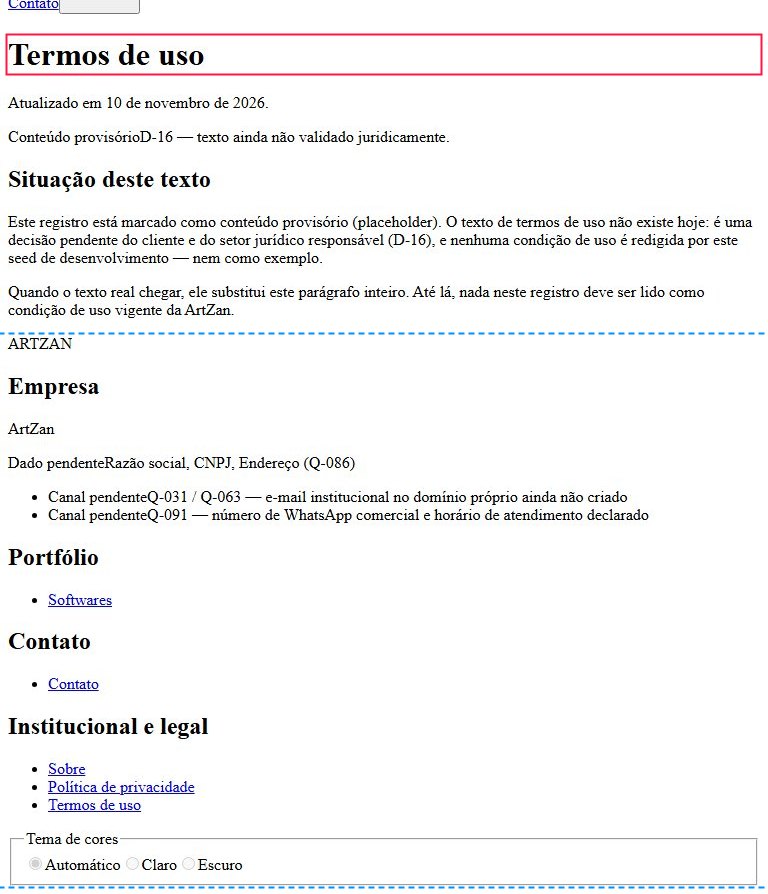 Contato
Termos de uso
Atualizado em 10 de novembro de 2026.
Conteúdo provisórioD-16 — texto ainda não validado juridicamente.
Situação deste texto
Este registro está marcado como conteúdo provisório (placeholder). O texto de termos de uso não existe hoje: é uma
decisão pendente do cliente e do setor jurídico responsável (D-16), e nenhuma condição de uso é redigida por este
seed de desenvolvimento — nem como exemplo.
Quando o texto real chegar, ele substitui este parágrafo inteiro. Até lá, nada neste registro deve ser lido como
condição de uso vigente da ArtZan.
ARTZAN
Empresa
ArtZan
Dado pendenteRazão social, CNPJ, Endereço (Q-086)
Canal pendenteQ-031 / Q-063 — e-mail institucional no domínio próprio ainda não criado
Canal pendenteQ-091 — número de WhatsApp comercial e horário de atendimento declarado
Portfólio
Softwares
Contato
Contato
Institucional e legal
Sobre
Política de privacidade
Termos de uso
Tema de cores
Automático Claro Escuro